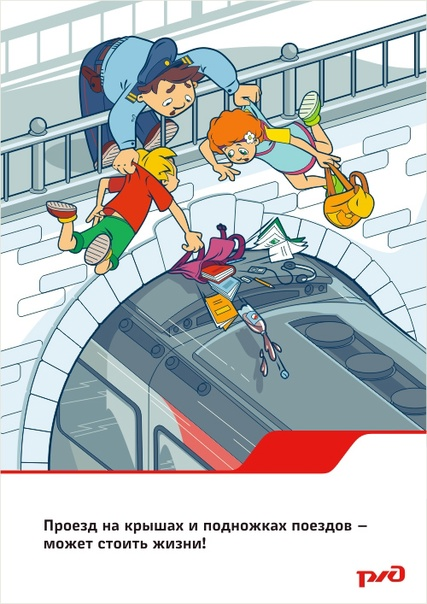 Проезд на крышах и подножках поездов –
может стоить жизни!
РЖД